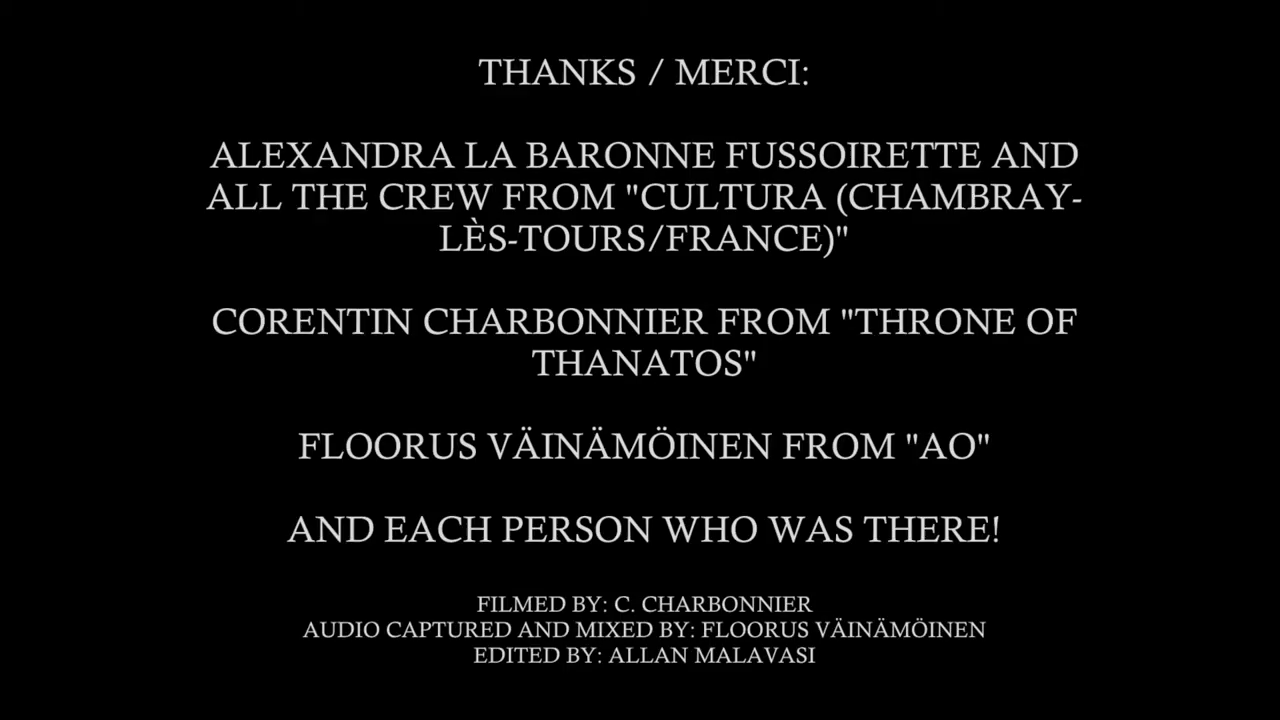 THANKS / MERCI:
ALEXANDRA LA BARONNE FUSSOIRETTE AND
ALL THE CREW FROM "CULTURA (CHAMBRAY-
LÈS-TOURS/FRANCE)"
CORENTIN CHARBONNIER FROM "THRONE OF
THANATOS"
FLOORUS VÄINÄMÖINEN FROM "AO"
AND EACH PERSON WHO WAS THERE!
FILMED BY: C. CHARBONNIER
AUDIO CAPTURED AND MIXED BY: FLOORUS VÄINÄMÖINEN
EDITED BY: ALLAN MALAVASI